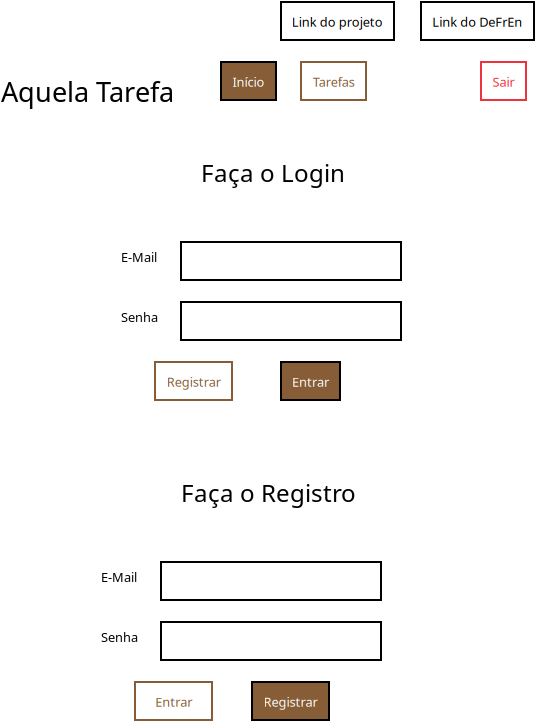 Link do projeto
Link do DeFrEn
Aquela Tarefa
Início
Tarefas
Sair
Faça o Login
E-Mail
Senha
Registrar
Entrar
Faça o Registro
E-Mail
Senha
Entrar
Registrar